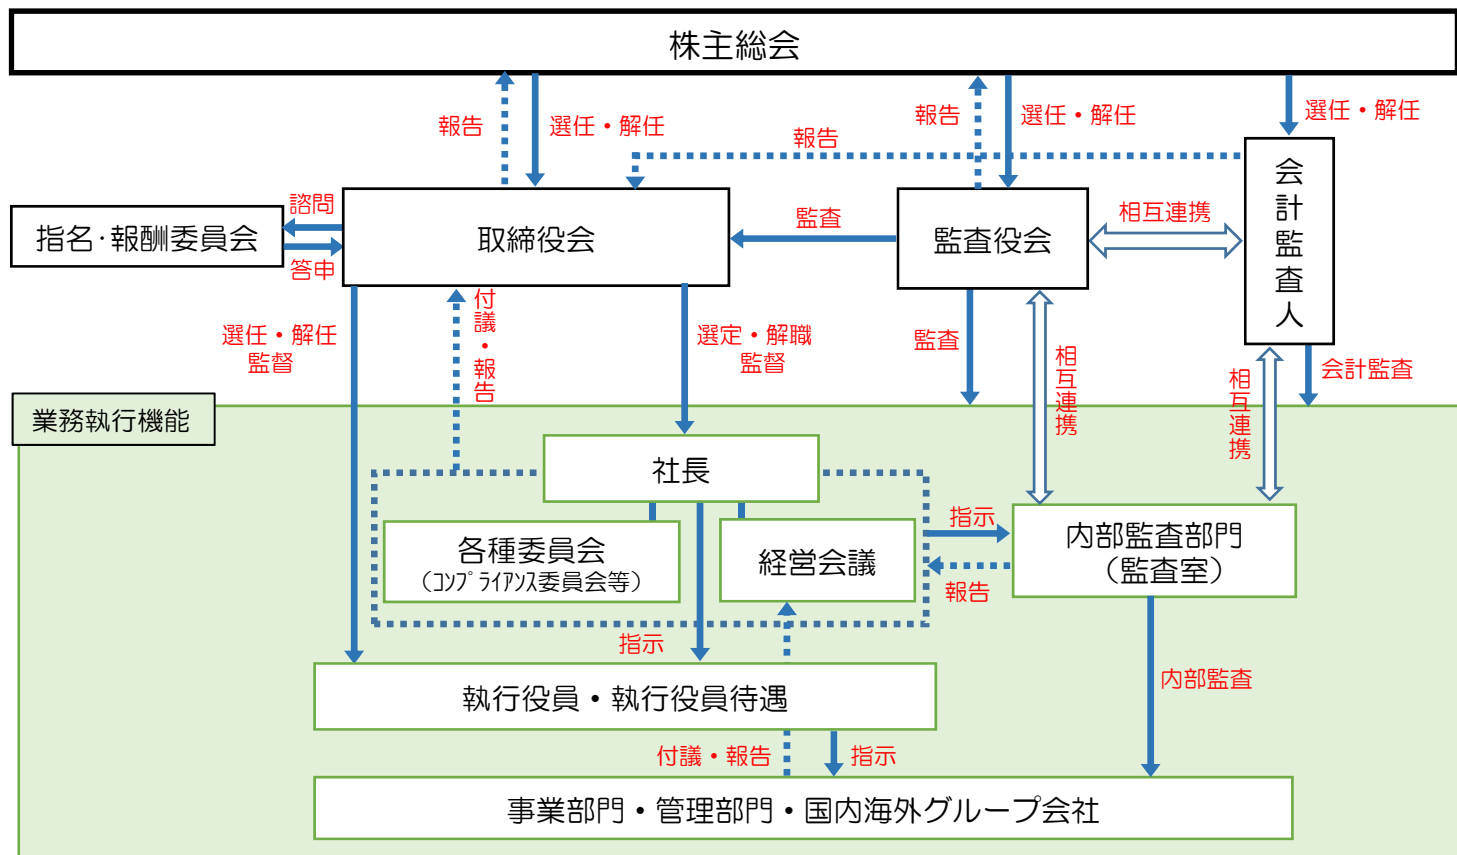 株主総会
報告
選任・解任
報告
選任・解任
選任・解任
報告
指名・報酬委員会
諮問
答申
取締役会
監査
監査役会
相互連携
会計監査人
選任・解任
監督
付議・報告
選定・解職
監督
監査
相互連携
相互連携
会計監査
業務執行機能
社長
各種委員会
(コンプライアンス委員会等)
経営会議
指示
報告
内部監査部門
(監査室)
指示
執行役員・執行役員待遇
内部監査
付議・報告
指示
事業部門・管理部門・国内海外グループ会社